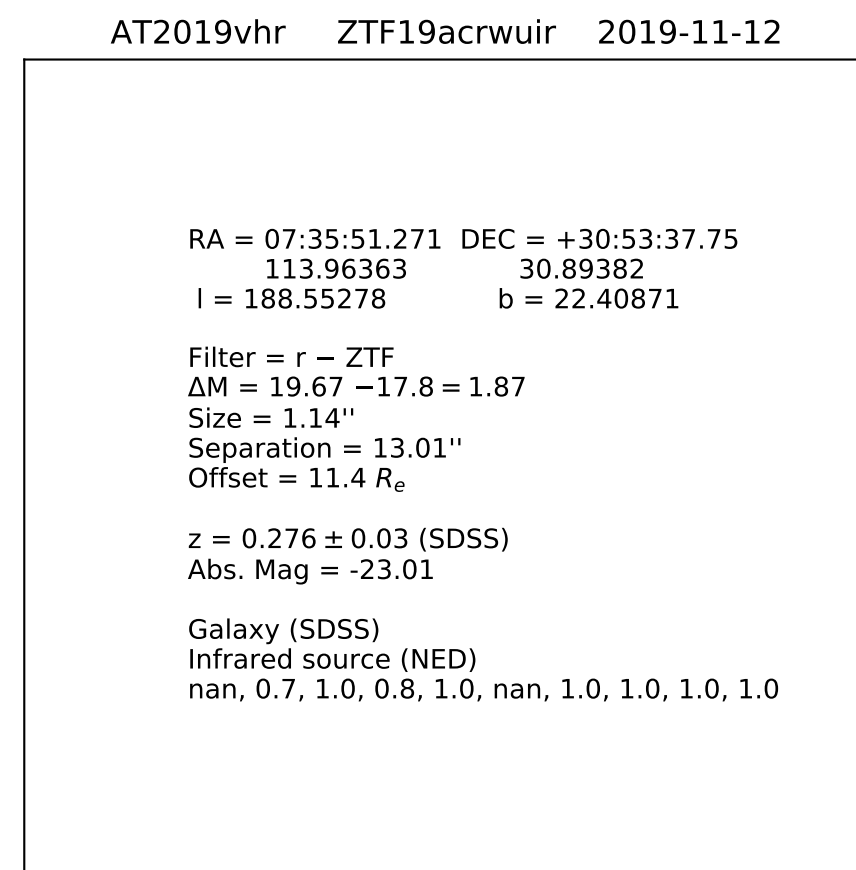 AT2019vhr ZTF19acrwuir 2019-11-12
RA = 07:35:51.271 DEC = +30:53:37.75
113.96363 30.89382
l = 188.55278 b = 22.40871
Filter = r − ZTF
ΔM = 19.67 −17.8 = 1.87
Size = 1.14''
Separation = 13.01''
Offset = 11.4 Re
z = 0.276 ± 0.03 (SDSS)
Abs. Mag = -23.01
Galaxy (SDSS)
Infrared source (NED)
nan, 0.7, 1.0, 0.8, 1.0, nan, 1.0, 1.0, 1.0, 1.0